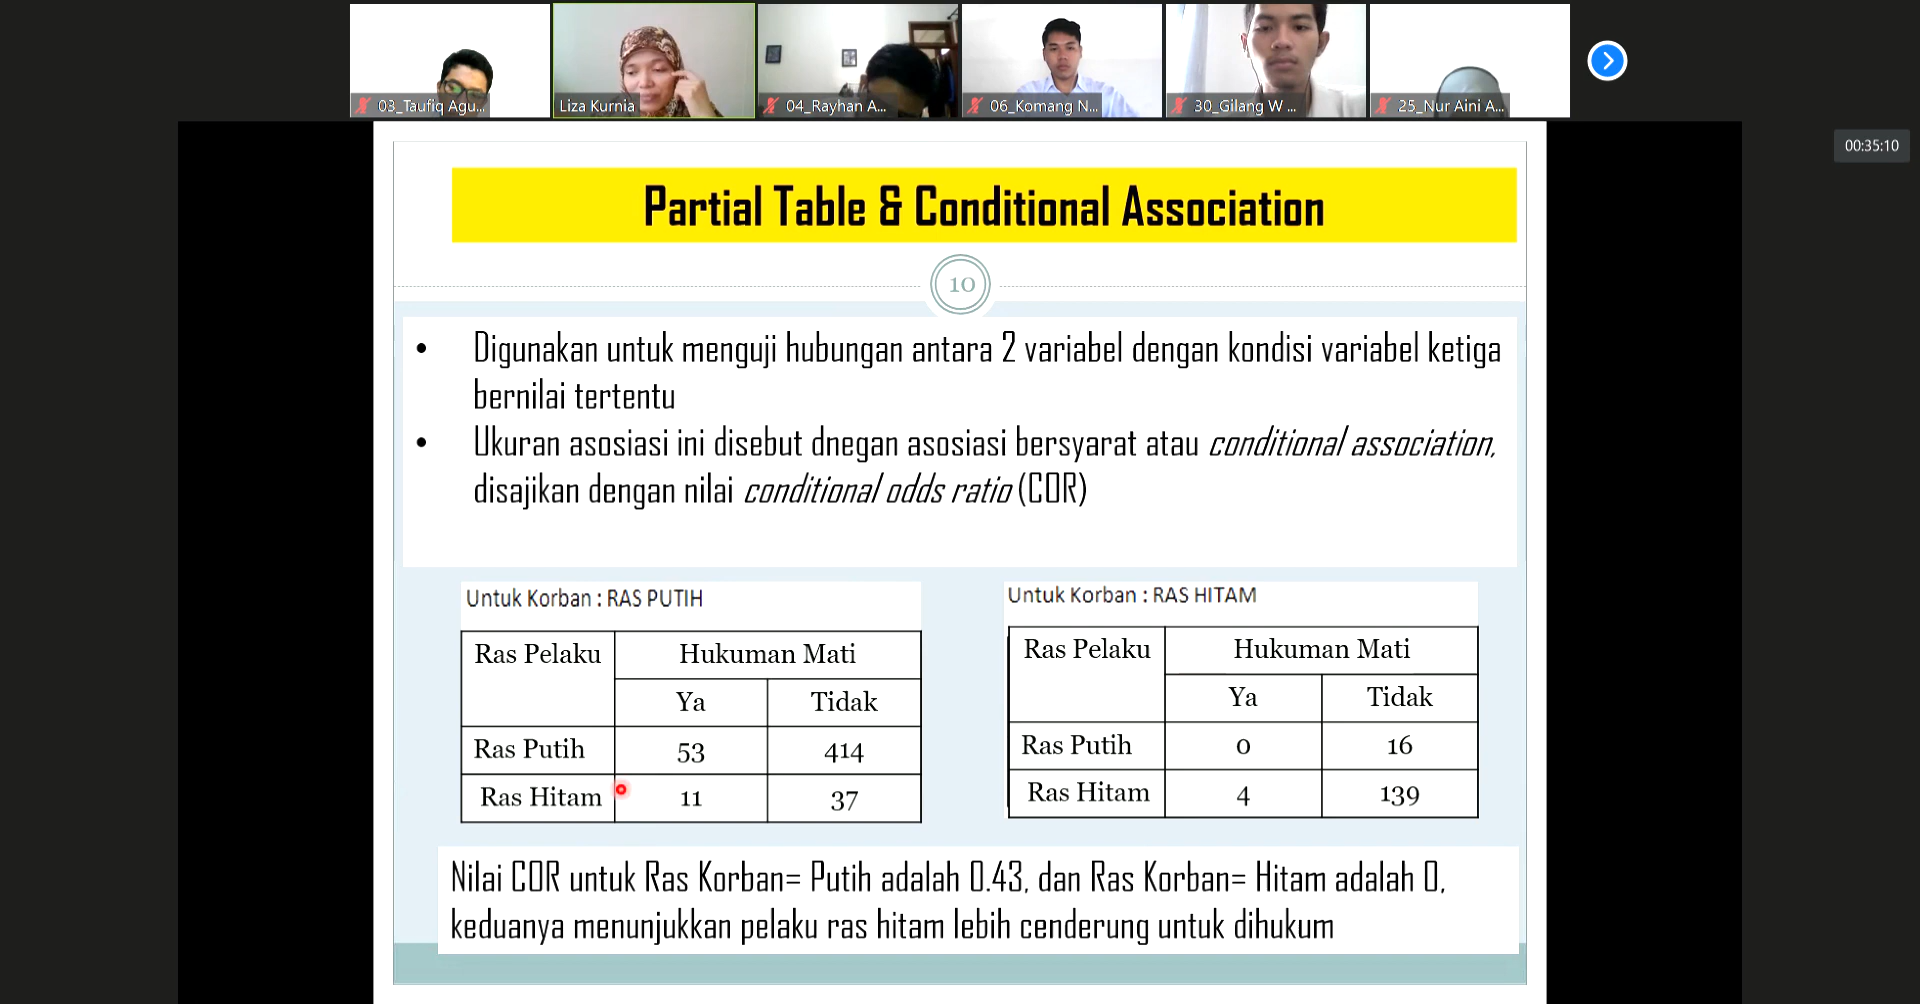 03_Taufiq Agu...
Liza Kurnia
04_Rayhan A...
06_Komang N...
30_Gilang W ...
25_Nur Aini A...
00:35:10
Partial Table & Conditional Association
10
• Digunakan untuk menguji hubungan antara 2 variabel dengan kondisi variabel ketiga
bernilai tertentu
• Ukuran asosiasi ini disebut dnegan asosiasi bersyarat atau conditional association,
disajikan dengan nilai conditional odds ratio (COR)
Untuk Korban : RAS PUTIH
Ras Pelaku Hukuman Mati
Ya Tidak
Ras Putih 53 414
Ras Hitam 11 37
Untuk Korban : RAS HITAM
Ras Pelaku Hukuman Mati
Ya Tidak
Ras Putih 0 16
Ras Hitam 4 139
Nilai COR untuk Ras Korban= Putih adalah 0.43, dan Ras Korban= Hitam adalah 0,
keduanya menunjukkan pelaku ras hitam lebih cenderung untuk dihukum